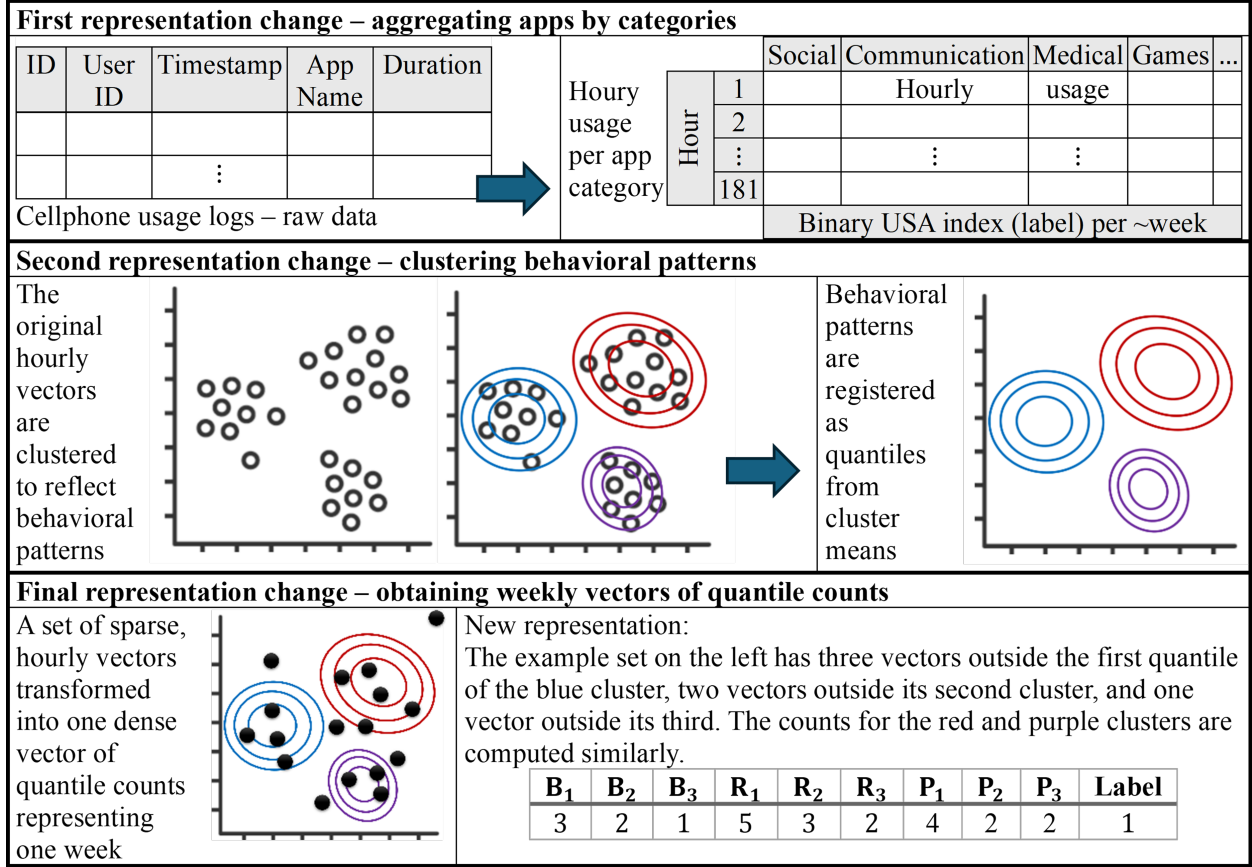 First representation change – aggregating apps by categories
ID User ID Timestamp App Name Duration
⋮
Cellphone usage logs – raw data
Houry
usage
per app
category
Social Communication Medical Games ...
Hour
1 Hourly usage
2
⋮ ⋮ ⋮
181
Binary USA index (label) per ~week
Second representation change – clustering behavioral patterns
The
original
hourly
vectors
are
clustered
to reflect
behavioral
patterns
Behavioral
patterns
are
registered
as
quantiles
from
cluster
means
Final representation change – obtaining weekly vectors of quantile counts
A set of sparse,
hourly vectors
transformed
into one dense
vector of
quantile counts
representing
one week
New representation:
The example set on the left has three vectors outside the first quantile
of the blue cluster, two vectors outside its second cluster, and one
vector outside its third. The counts for the red and purple clusters are
computed similarly.
B₁ B₂ B₃ R₁ R₂ R₃ P₁ P₂ P₃ Label
3 2 1 5 3 2 4 2 2 1